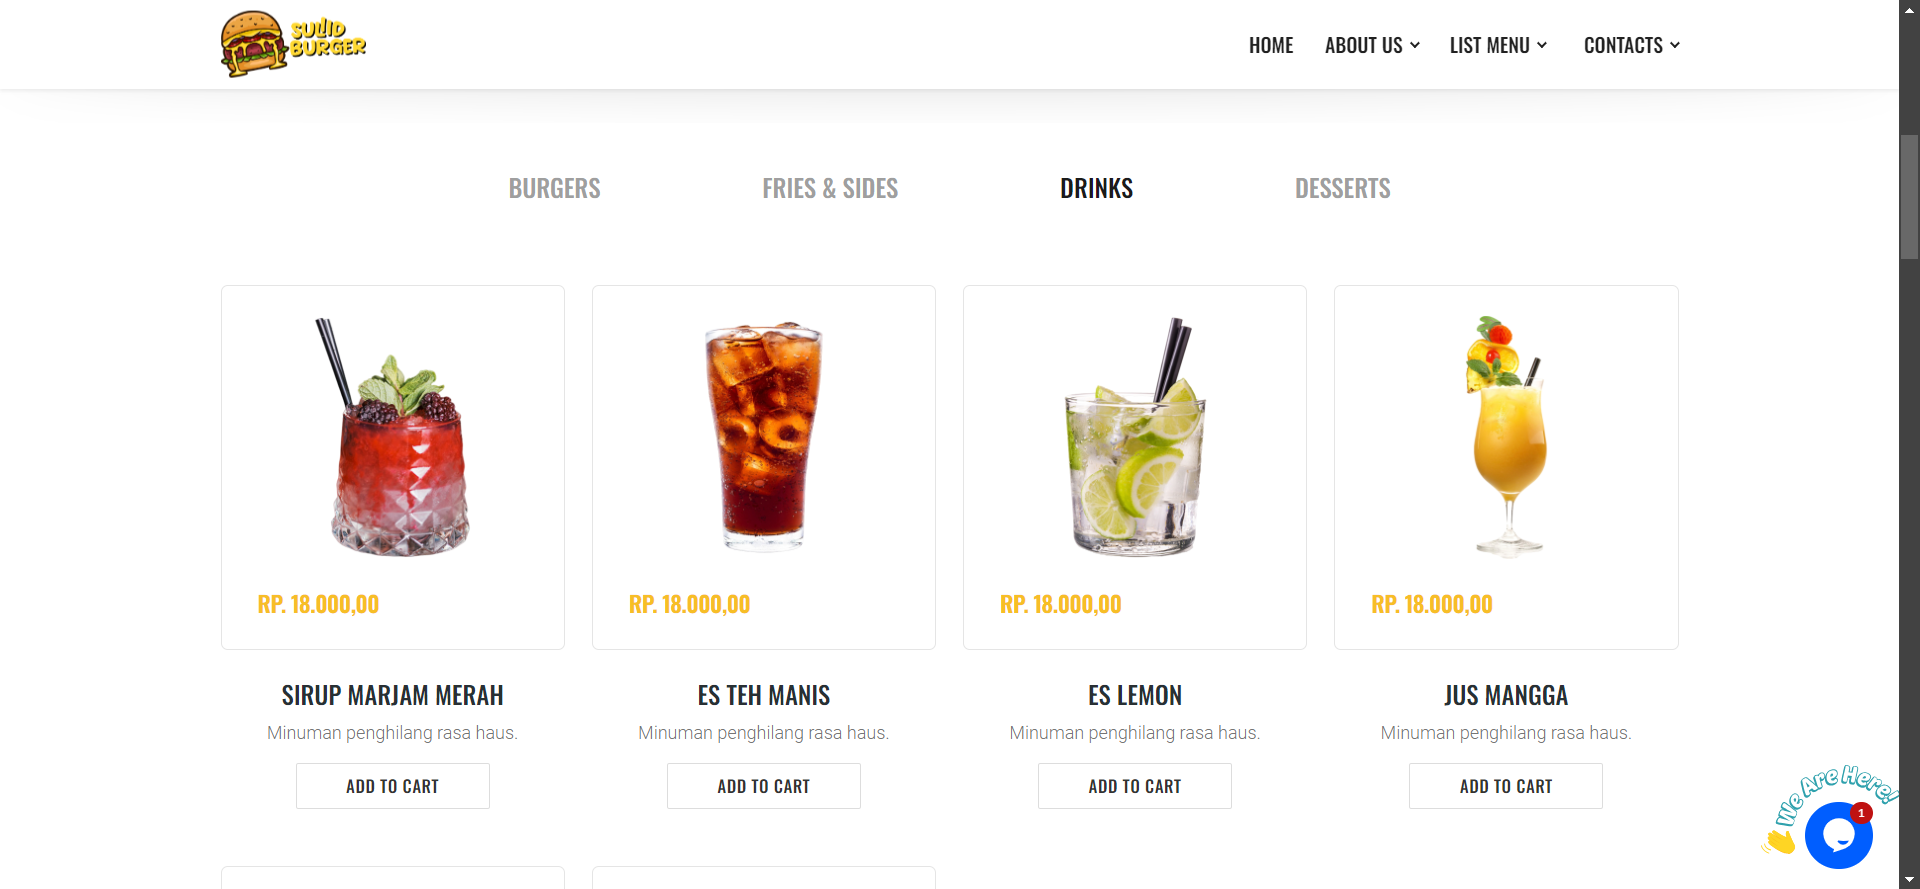 SULID
BURGER
HOME
ABOUT US
LIST MENU
CONTACTS
BURGERS
FRIES & SIDES
DRINKS
DESSERTS
RP. 18.000,00
RP. 18.000,00
RP. 18.000,00
RP. 18.000,00
SIRUP MARJAM MERAH
ES TEH MANIS
ES LEMON
JUS MANGGA
Minuman penghilang rasa haus.
Minuman penghilang rasa haus.
Minuman penghilang rasa haus.
Minuman penghilang rasa haus.
ADD TO CART
ADD TO CART
ADD TO CART
ADD TO CART
We Are Here!
1